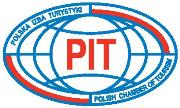 POLSKA IZBA TURYSTYKI
PIT
POLISH CHAMBER OF TOURISM